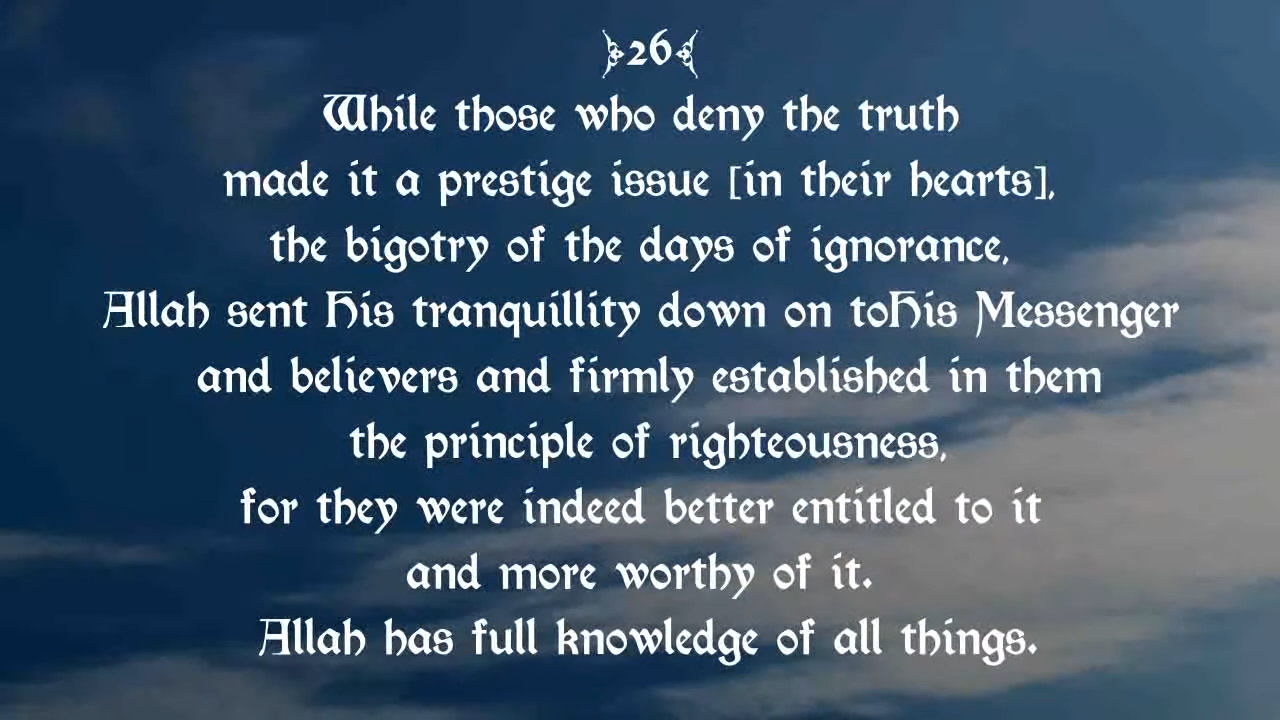 26
While those who deny the truth
made it a prestige issue [in their hearts],
the bigotry of the days of ignorance,
Allah sent His tranquillity down on toHis Messenger
and believers and firmly established in them
the principle of righteousness,
for they were indeed better entitled to it
and more worthy of it.
Allah has full knowledge of all things.